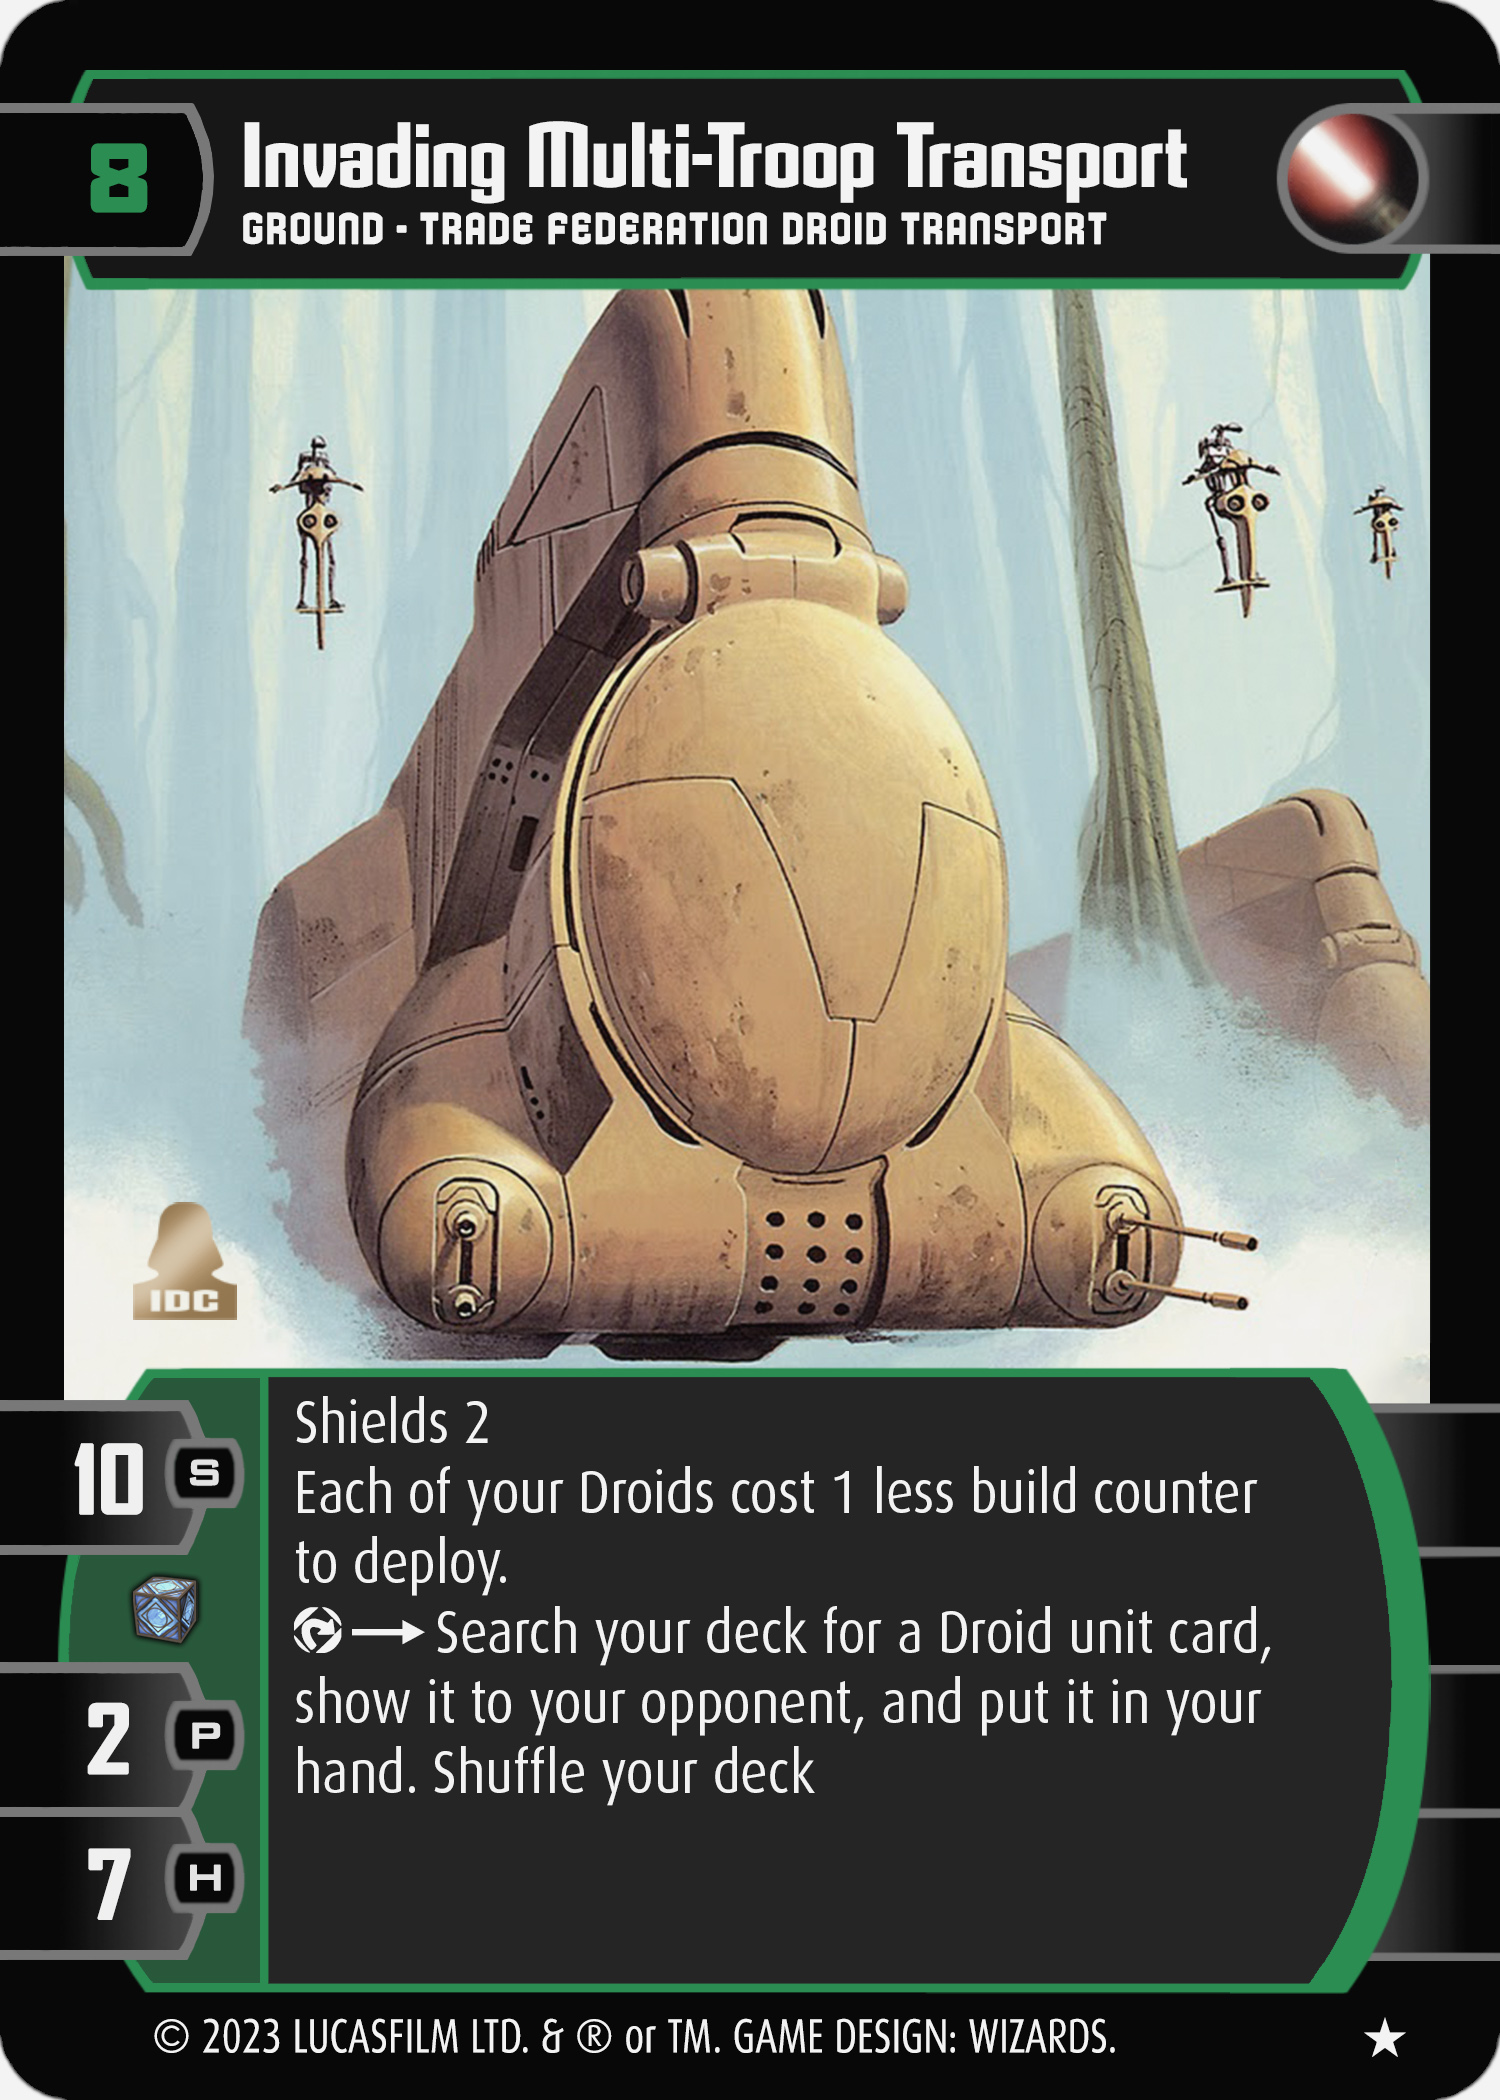 8
Invading Multi-Troop Transport
GROUND - TRADE FEDERATION DROID TRANSPORT
IDC
10 S
2 P
7 H
Shields 2
Each of your Droids cost 1 less build counter
to deploy.
Search your deck for a Droid unit card,
show it to your opponent, and put it in your
hand. Shuffle your deck
© 2023 LUCASFILM LTD. & ® or TM. GAME DESIGN: WIZARDS.